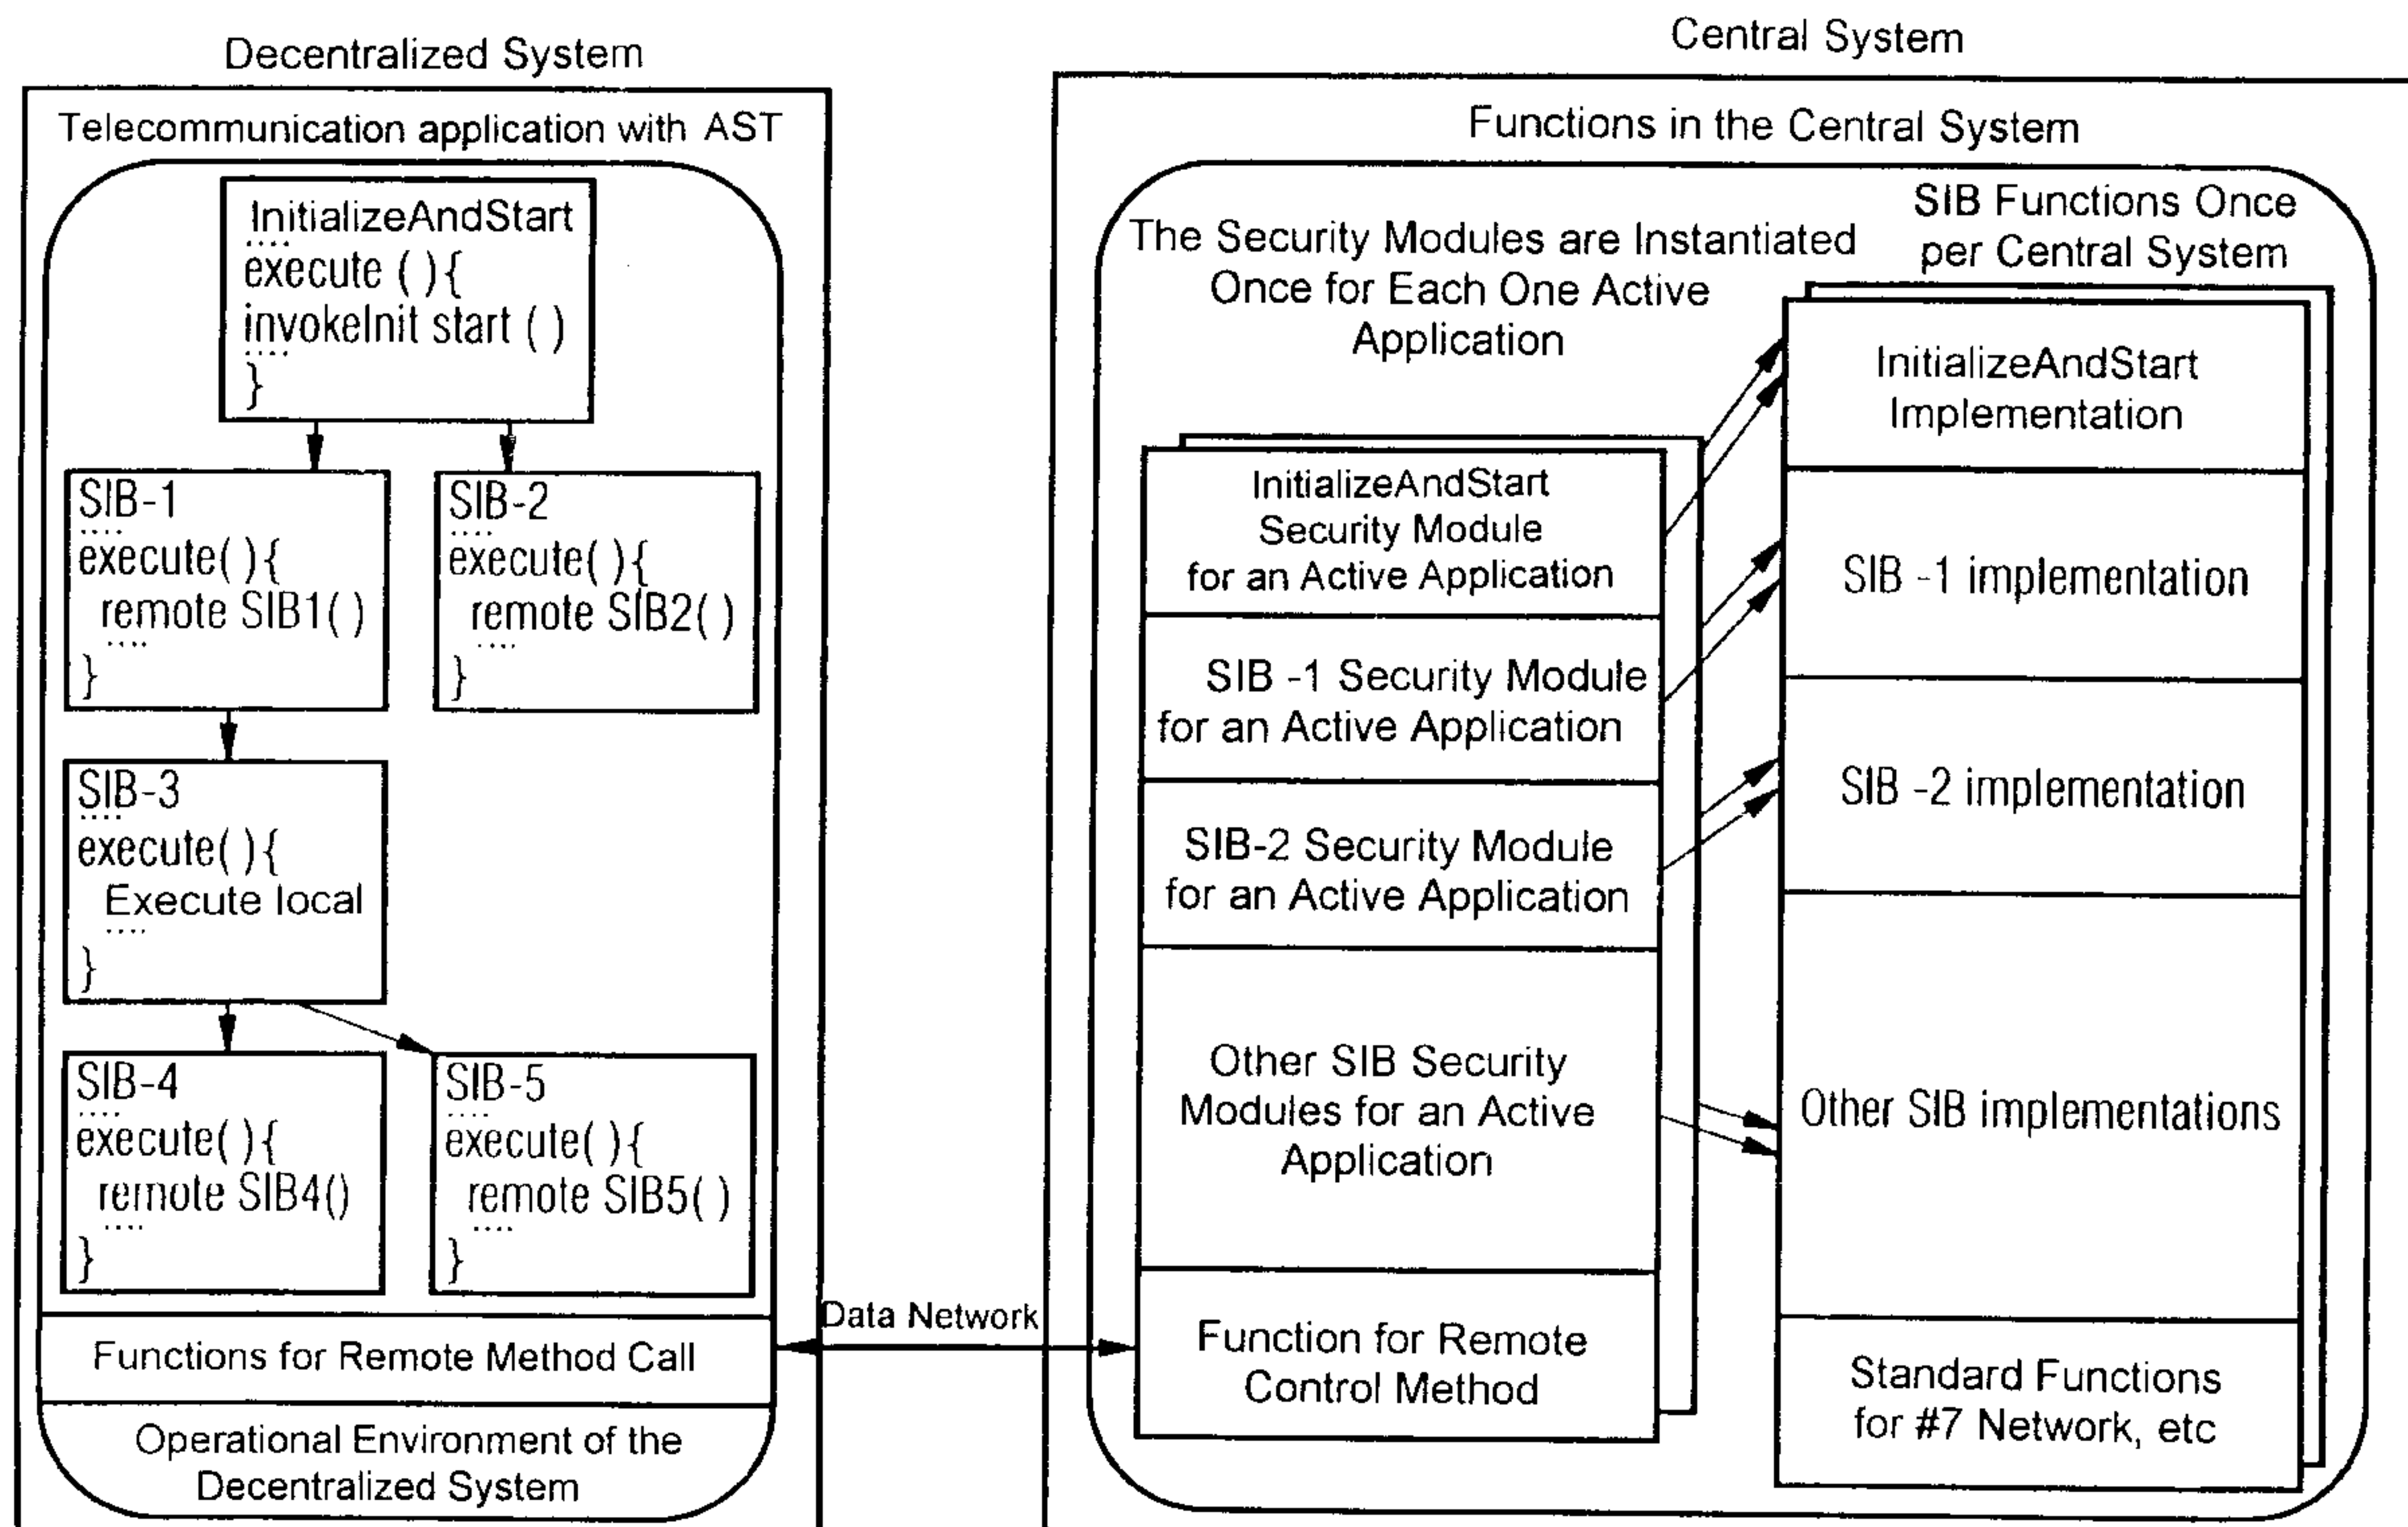 Decentralized System
Telecommunication application with AST
InitializeAndStart
....
execute ( ){
invokeInit start ( )
....
}
SIB-1
....
execute( ){
remote SIB1( )
....
}
SIB-2
....
execute( ){
remote SIB2( )
....
}
SIB-3
....
execute( ){
Execute local
....
}
SIB-4
....
execute( ){
remote SIB4()
....
}
SIB-5
....
execute( ){
remote SIB5( )
....
}
Functions for Remote Method Call
Operational Environment of the
Decentralized System
Data Network
Central System
Functions in the Central System
The Security Modules are Instantiated
Once for Each One Active
Application
InitializeAndStart
Security Module
for an Active Application
SIB -1 Security Module
for an Active Application
SIB-2 Security Module
for an Active Application
Other SIB Security
Modules for an Active
Application
Function for Remote
Control Method
SIB Functions Once
per Central System
InitializeAndStart
Implementation
SIB -1 implementation
SIB -2 implementation
Other SIB implementations
Standard Functions
for #7 Network, etc